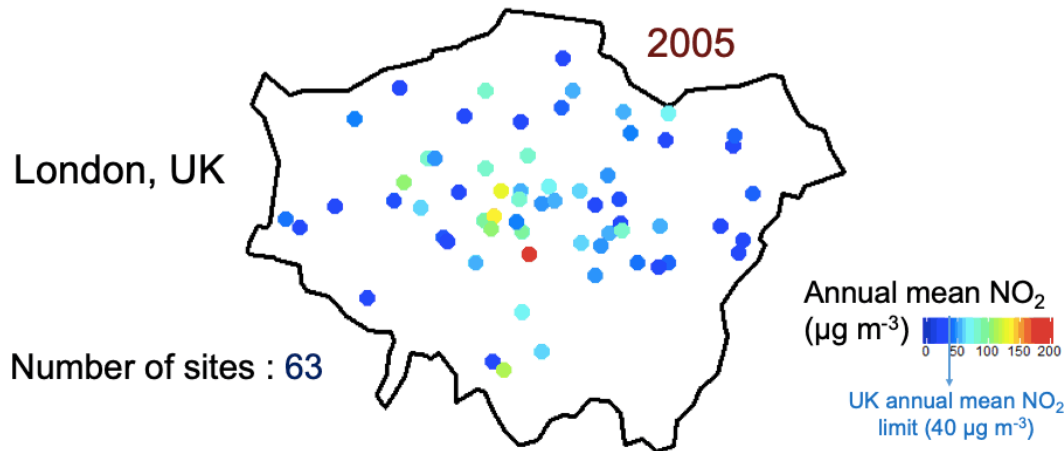 2005
London, UK
Annual mean NO₂
(µg m⁻³)
0 50 100 150 200
Number of sites : 63
UK annual mean NO₂
limit (40 µg m⁻³)